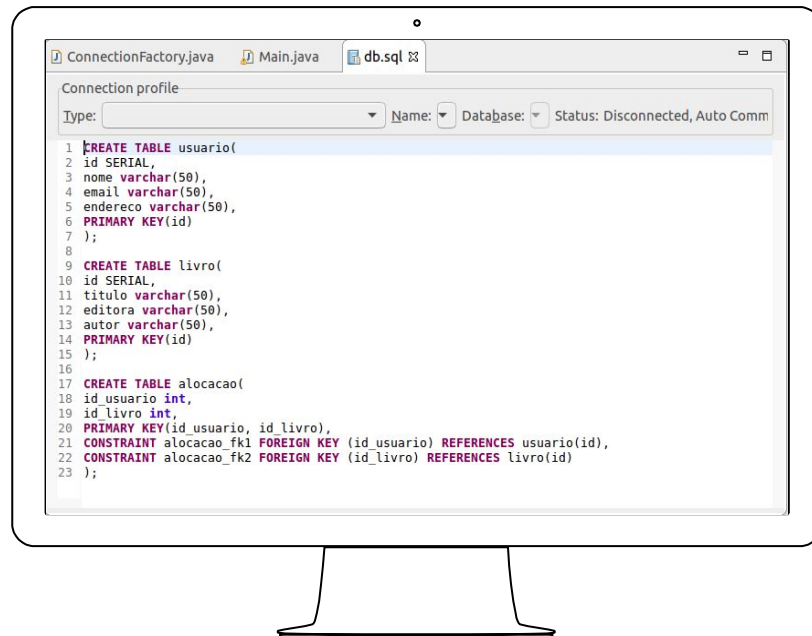 ConnectionFactory.java Main.java db.sql
Connection profile
Type: Name: Database: Status: Disconnected, Auto Comm
1 CREATE TABLE usuario(
2 id SERIAL,
3 nome varchar(50),
4 email varchar(50),
5 endereco varchar(50),
6 PRIMARY KEY(id)
7 );
8
9 CREATE TABLE livro(
10 id SERIAL,
11 titulo varchar(50),
12 editora varchar(50),
13 autor varchar(50),
14 PRIMARY KEY(id)
15 );
16
17 CREATE TABLE alocacao(
18 id_usuario int,
19 id_livro int,
20 PRIMARY KEY(id_usuario, id_livro),
21 CONSTRAINT alocacao_fk1 FOREIGN KEY (id_usuario) REFERENCES usuario(id),
22 CONSTRAINT alocacao_fk2 FOREIGN KEY (id_livro) REFERENCES livro(id)
23 );